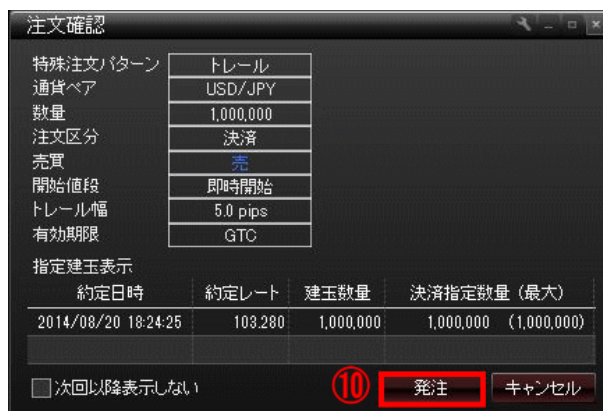 注文確認
特殊注文パターン トレール
通貨ペア USD/JPY
数量 1,000,000
注文区分 決済
売買 売
開始値段 即時開始
トレール幅 5.0 pips
有効期限 GTC
指定建玉表示
約定日時 約定レート 建玉数量 決済指定数量 (最大)
2014/08/20 18:24:25 103.280 1,000,000 1,000,000 (1,000,000)
次回以降表示しない ⑩ 発注 キャンセル